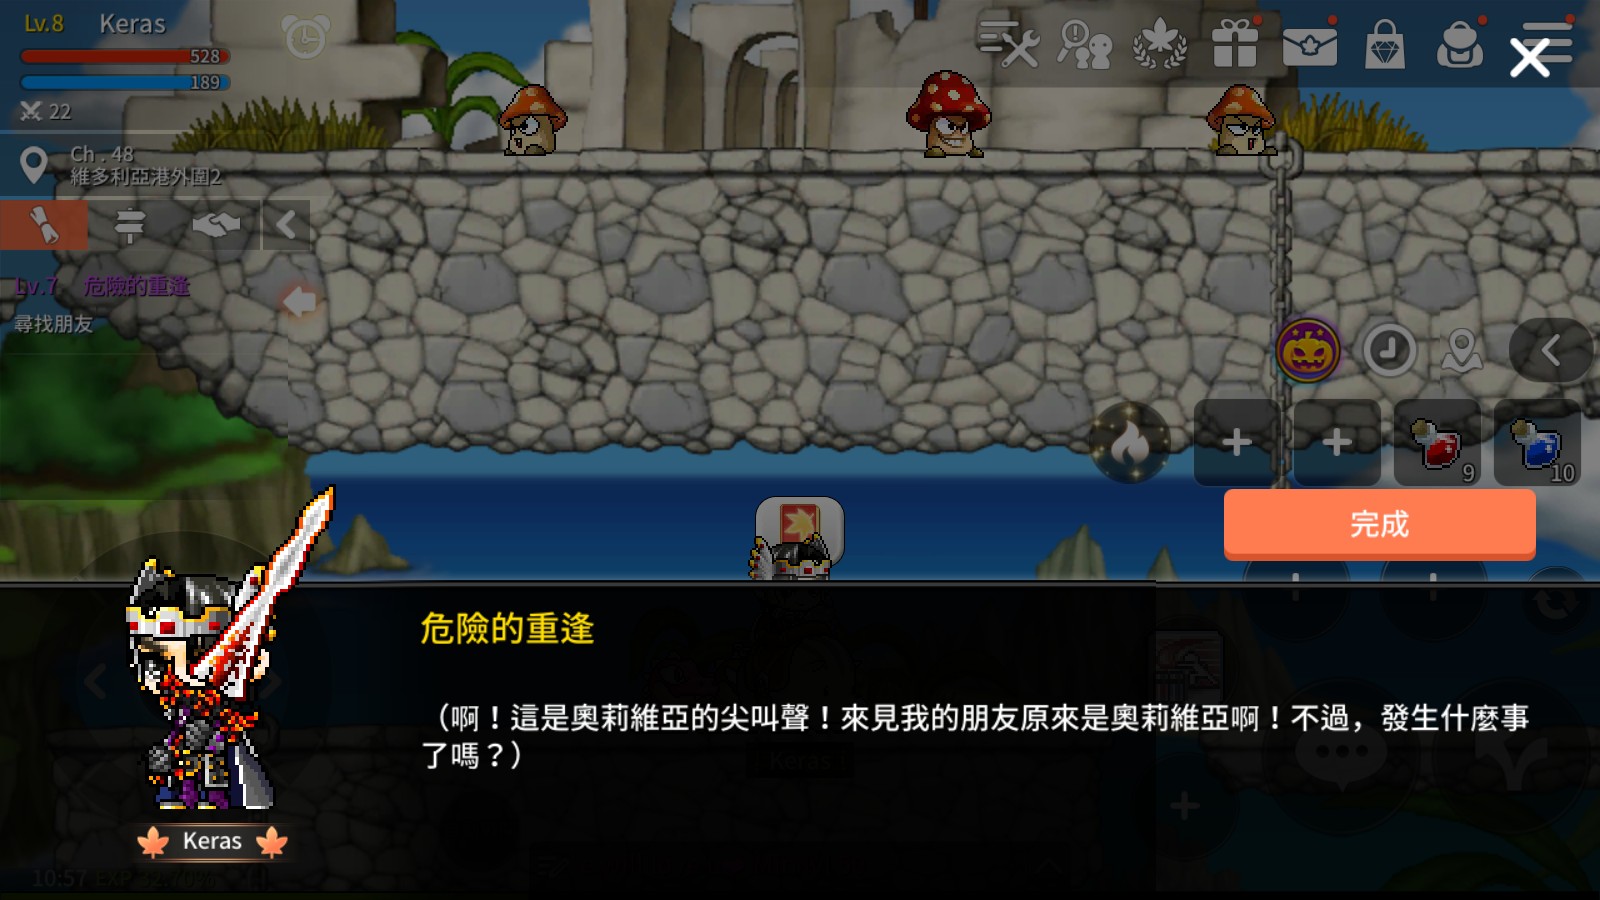 Lv.8 Keras
528
189
22
Ch . 48
維多利亞港外圍2
Lv.7 危險的重逢
尋找朋友
9
10
完成
危險的重逢
（啊！這是奧莉維亞的尖叫聲！來見我的朋友原來是奧莉維亞啊！不過，發生什麼事
了嗎？）
Keras
Keras
10:57